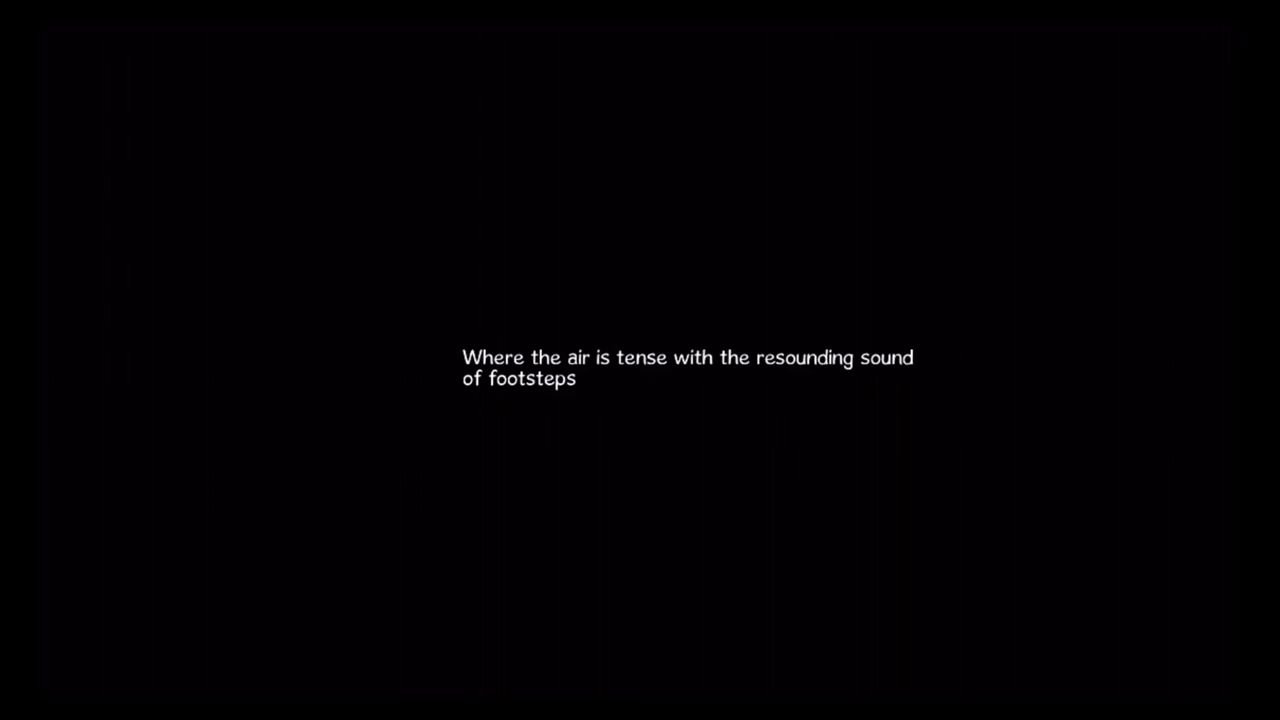 Where the air is tense with the resounding sound
of footsteps